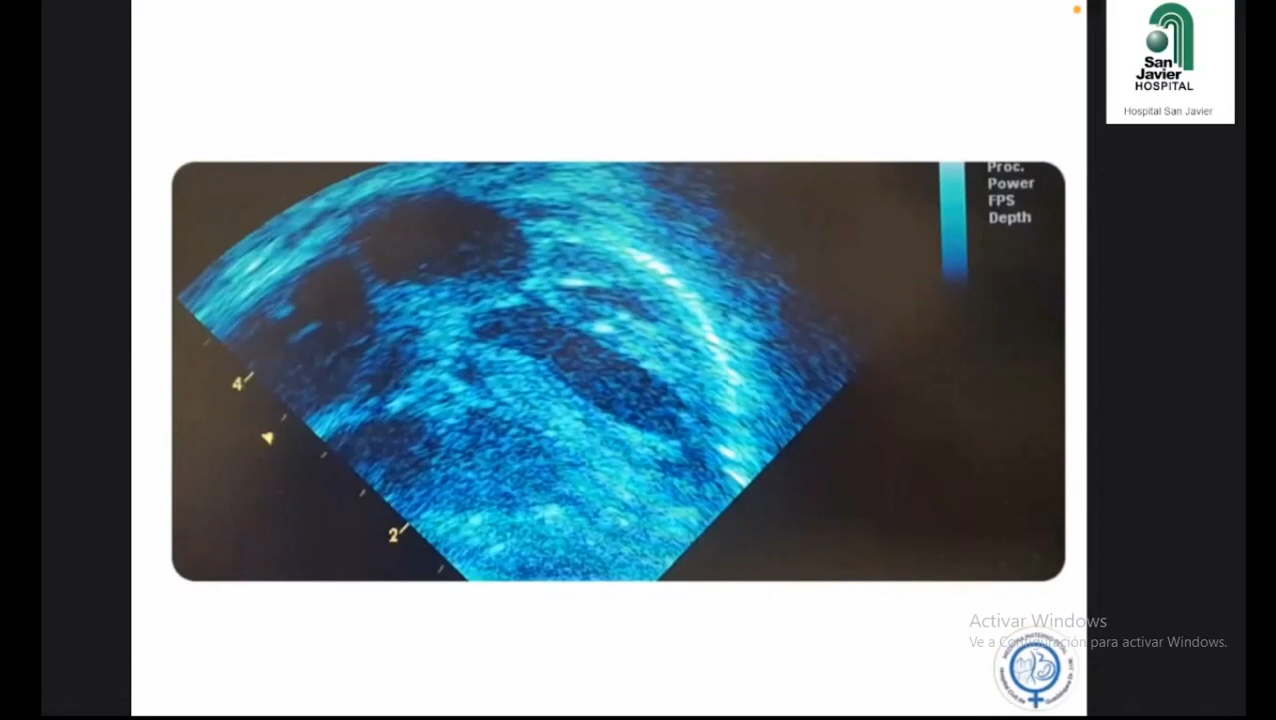 San
Javier
HOSPITAL
Hospital San Javier
Proc.
Power
FPS
Depth
4
2
Activar Windows
Ve a Configuración para activar Windows.